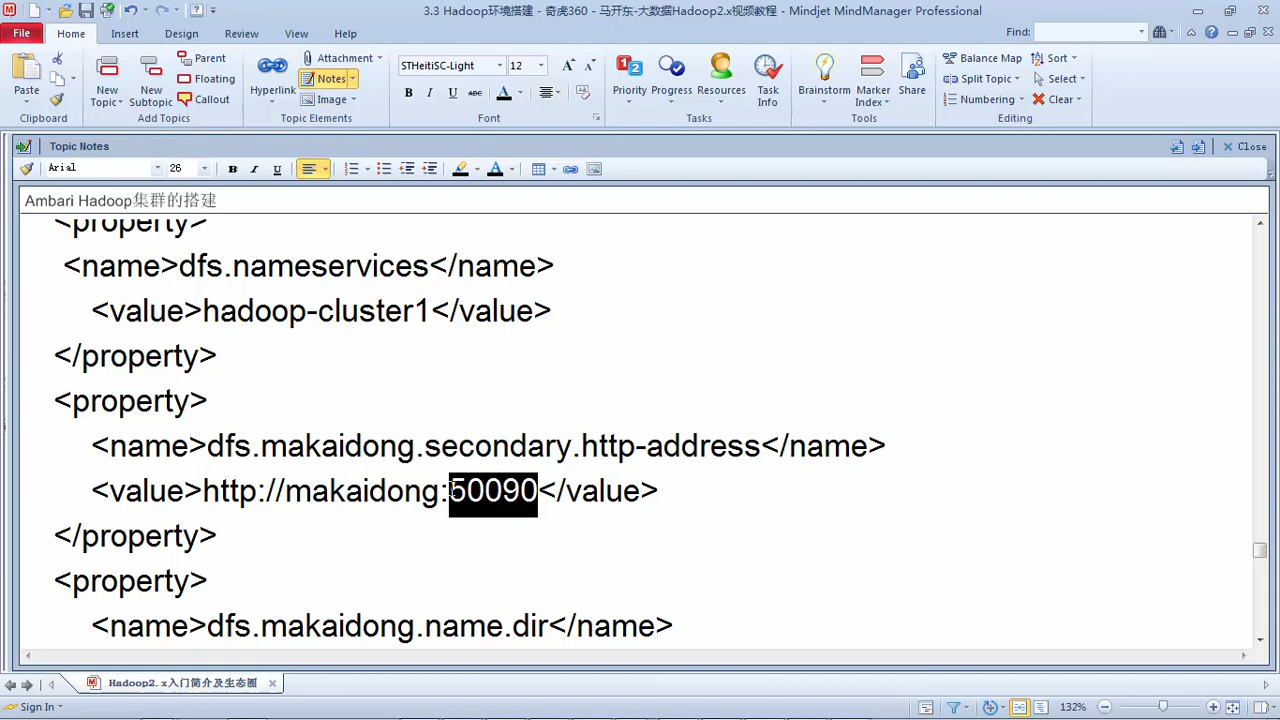 3.3 Hadoop环境搭建 - 奇虎360 - 马开东-大数据Hadoop2.x视频教程 - Mindjet MindManager Professional
File Home Insert Design Review View Help Find:
Paste
Clipboard
New Topic New Subtopic Parent Floating Callout
Add Topics
Hyperlink Attachment Notes Image
Topic Elements
STHeitiSC-Light 12
B I U abc A
Font
Priority Progress Resources Task Info
Tasks
Brainstorm Marker Index Share
Tools
Balance Map Sort
Split Topic Select
Numbering Clear
Editing
Topic Notes Close
Arial 26 B I U A
Ambari Hadoop集群的搭建
<property>
<name>dfs.nameservices</name>
<value>hadoop-cluster1</value>
</property>
<property>
<name>dfs.makaidong.secondary.http-address</name>
<value>http://makaidong:50090</value>
</property>
<property>
<name>dfs.makaidong.name.dir</name>
Hadoop2. x入门简介及生态圈
Sign In 132%